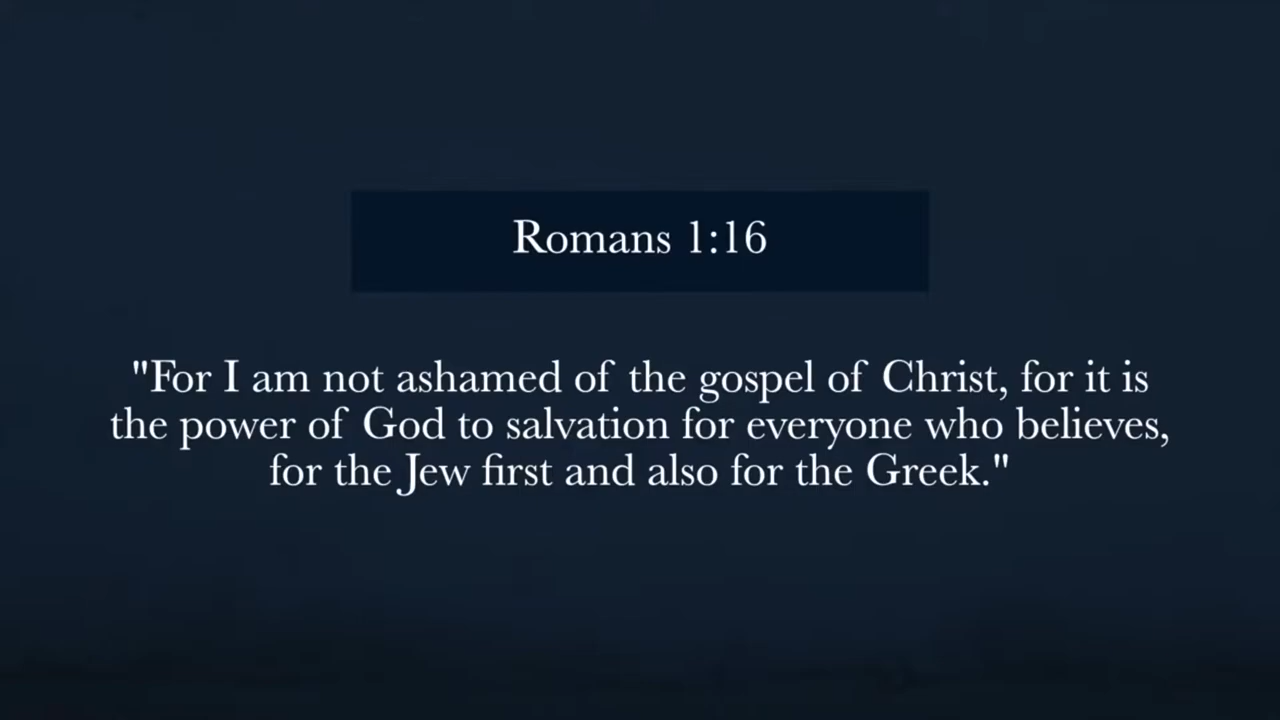 Romans 1:16
"For I am not ashamed of the gospel of Christ, for it is
the power of God to salvation for everyone who believes,
for the Jew first and also for the Greek."